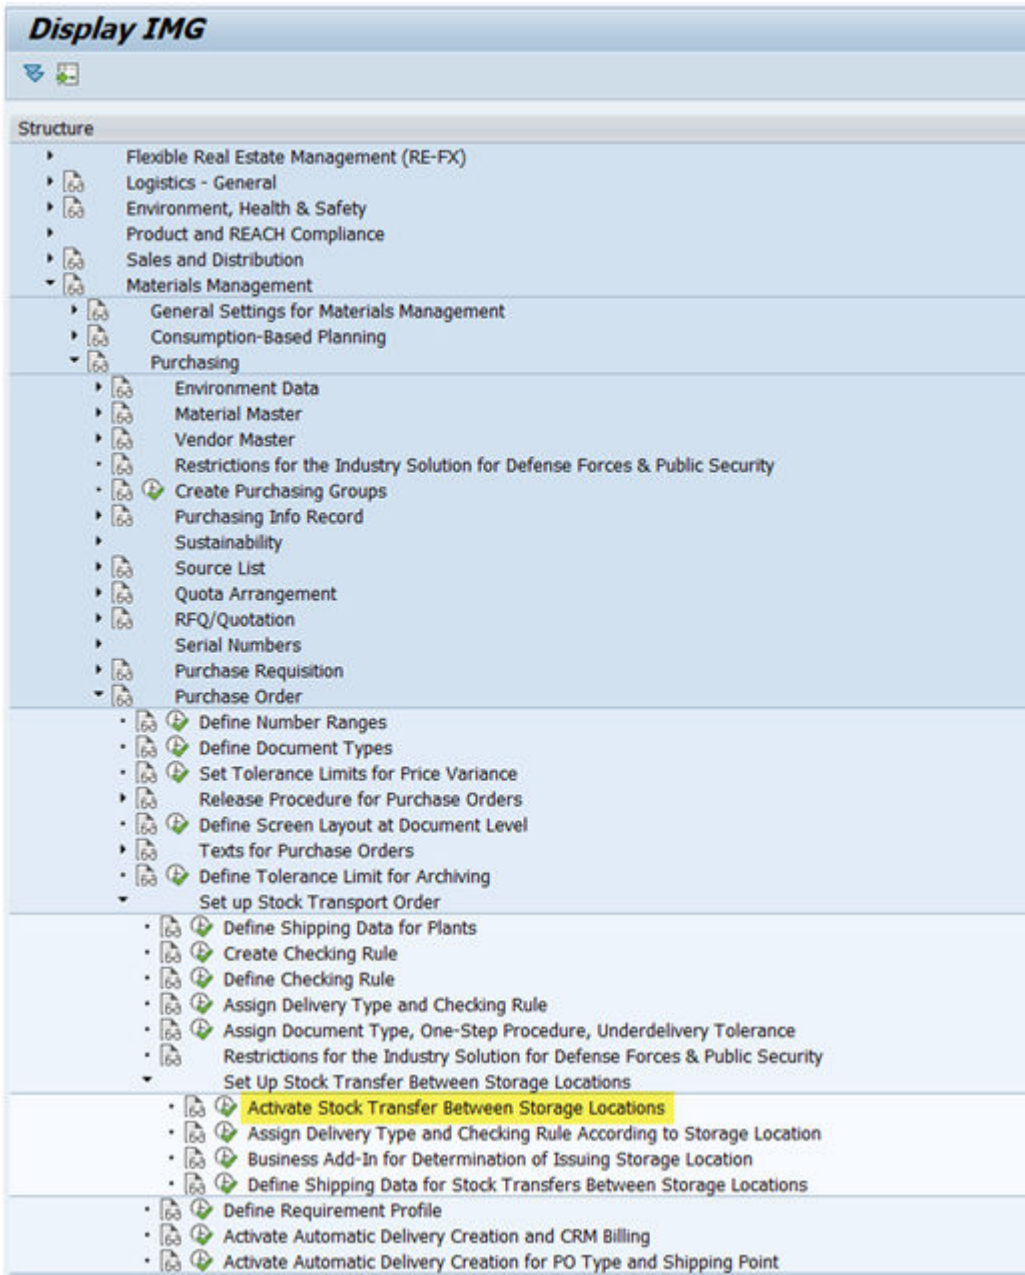 Display IMG
Structure
Flexible Real Estate Management (RE-FX)
Logistics - General
Environment, Health & Safety
Product and REACH Compliance
Sales and Distribution
Materials Management
General Settings for Materials Management
Consumption-Based Planning
Purchasing
Environment Data
Material Master
Vendor Master
Restrictions for the Industry Solution for Defense Forces & Public Security
Create Purchasing Groups
Purchasing Info Record
Sustainability
Source List
Quota Arrangement
RFQ/Quotation
Serial Numbers
Purchase Requisition
Purchase Order
Define Number Ranges
Define Document Types
Set Tolerance Limits for Price Variance
Release Procedure for Purchase Orders
Define Screen Layout at Document Level
Texts for Purchase Orders
Define Tolerance Limit for Archiving
Set up Stock Transport Order
Define Shipping Data for Plants
Create Checking Rule
Define Checking Rule
Assign Delivery Type and Checking Rule
Assign Document Type, One-Step Procedure, Underdelivery Tolerance
Restrictions for the Industry Solution for Defense Forces & Public Security
Set Up Stock Transfer Between Storage Locations
Activate Stock Transfer Between Storage Locations
Assign Delivery Type and Checking Rule According to Storage Location
Business Add-In for Determination of Issuing Storage Location
Define Shipping Data for Stock Transfers Between Storage Locations
Define Requirement Profile
Activate Automatic Delivery Creation and CRM Billing
Activate Automatic Delivery Creation for PO Type and Shipping Point